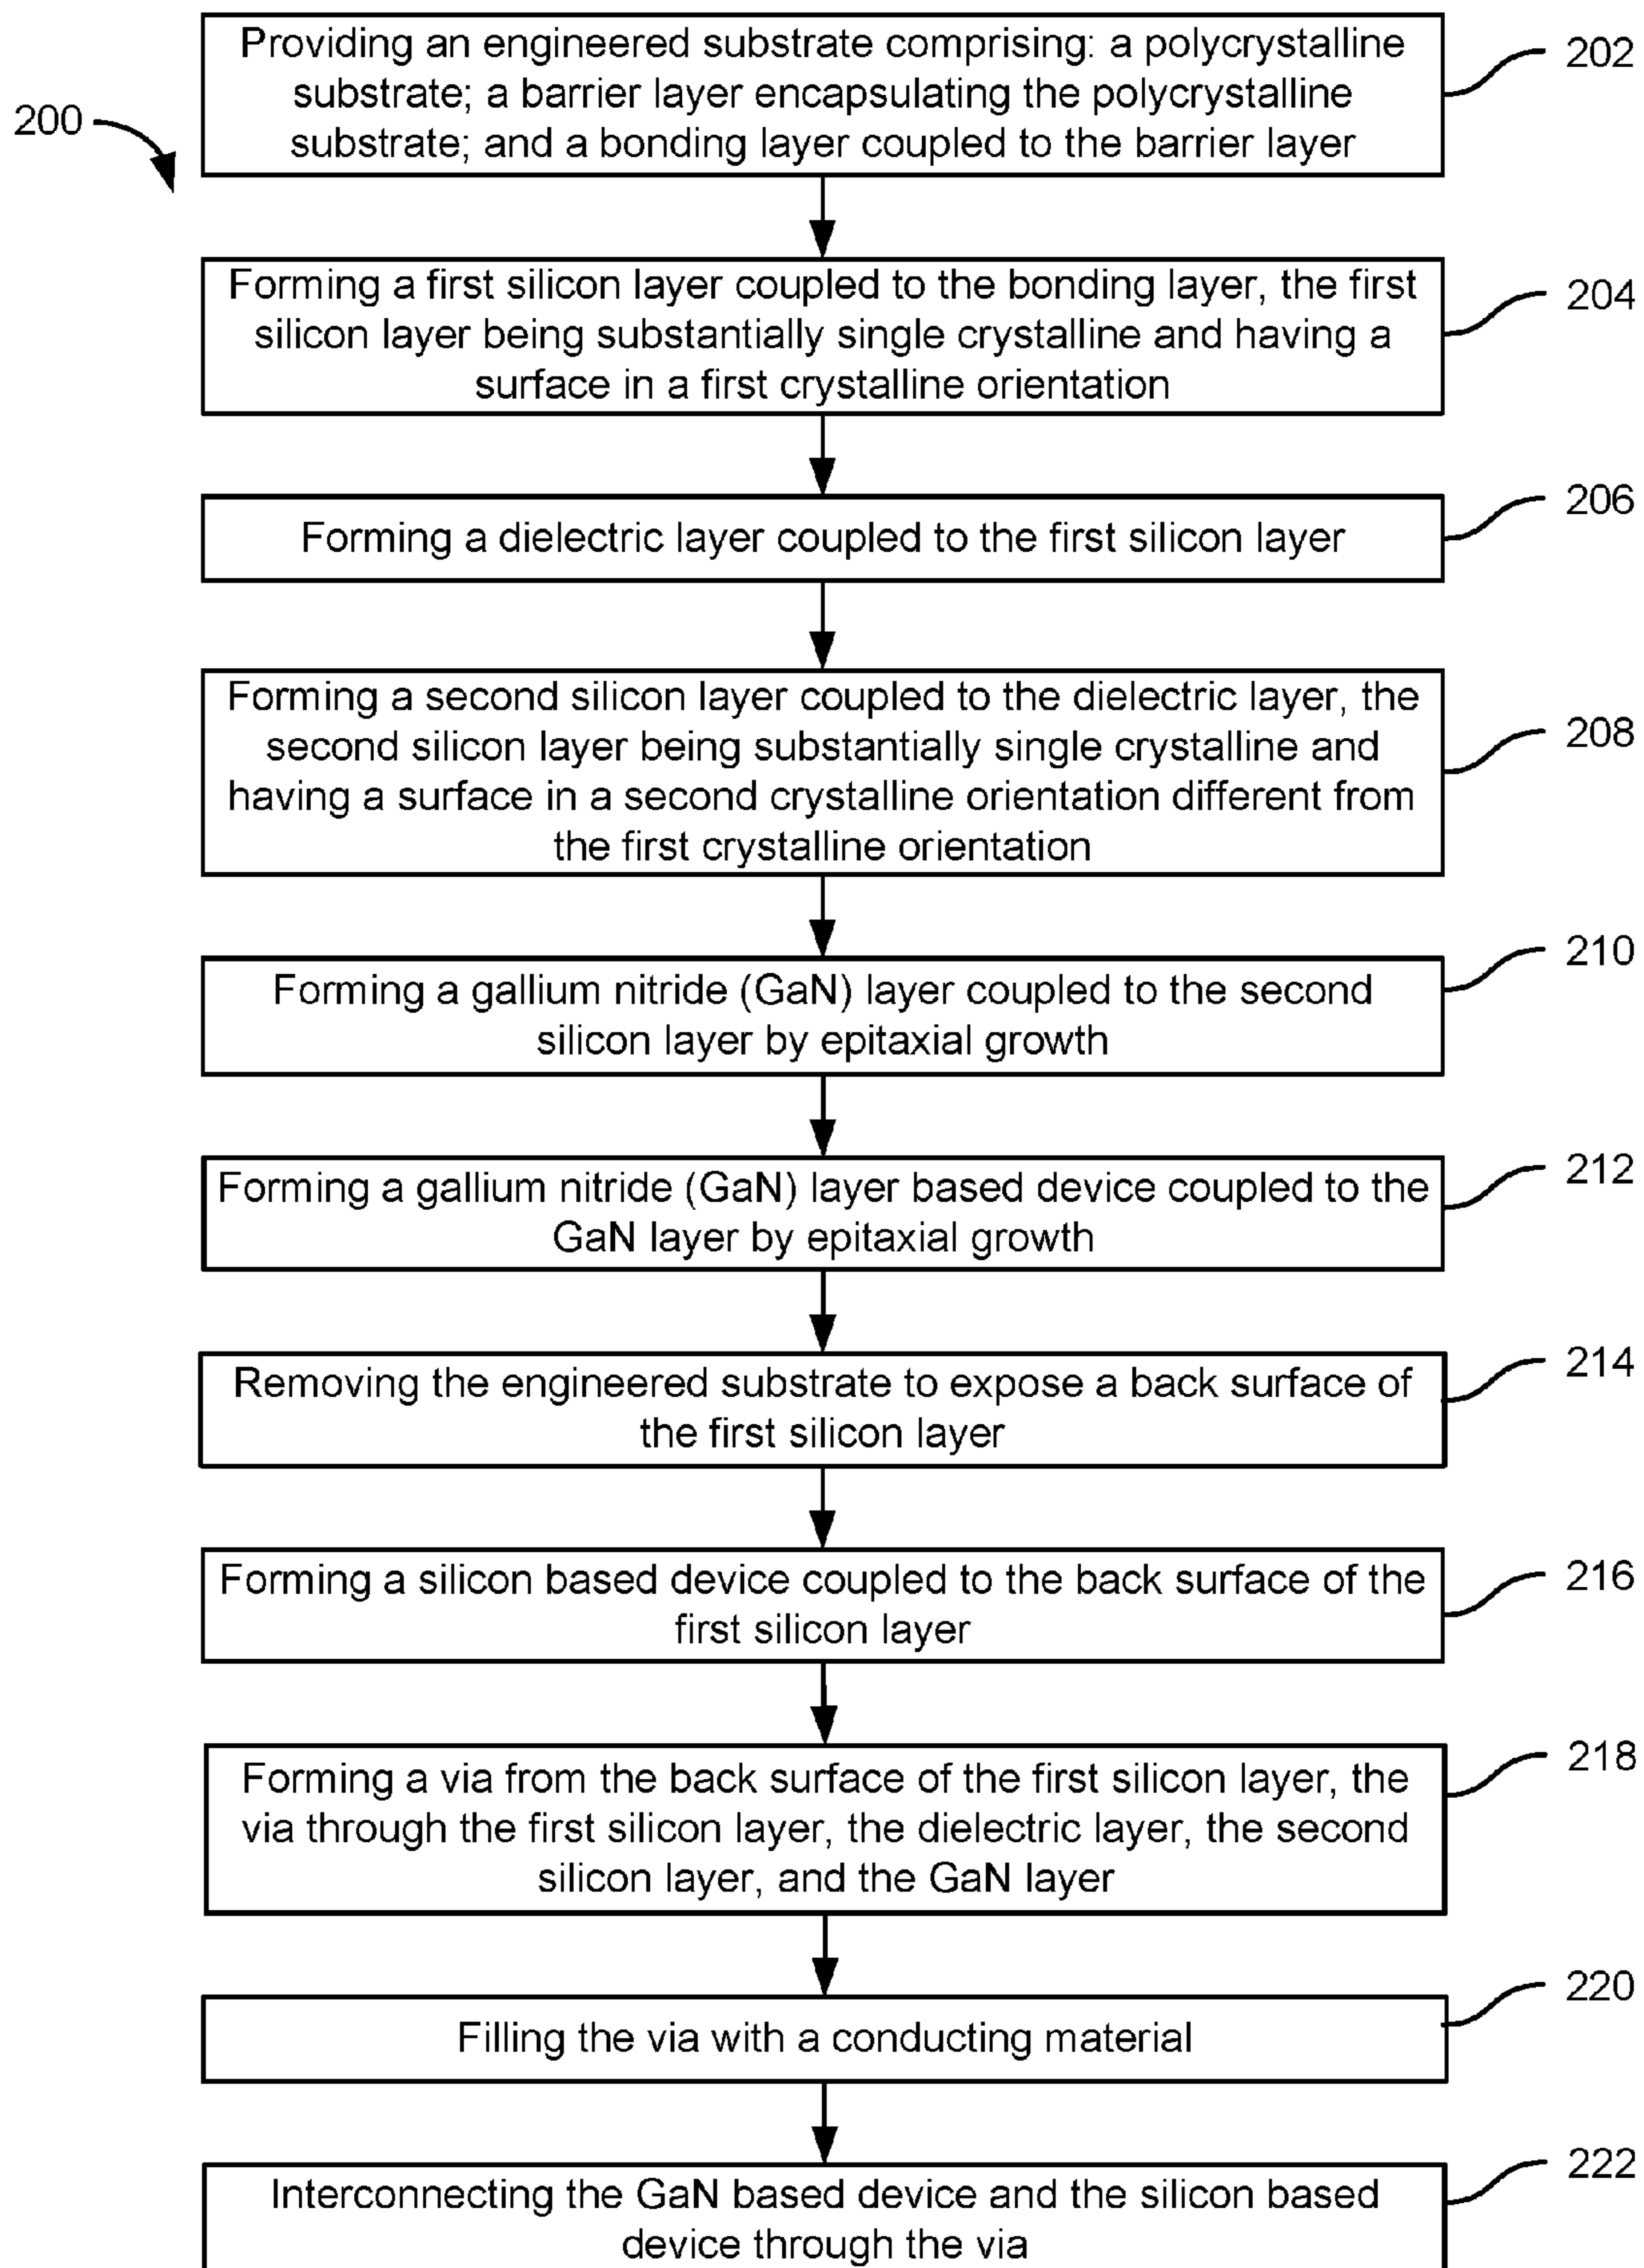 200
Providing an engineered substrate comprising: a polycrystalline
substrate; a barrier layer encapsulating the polycrystalline
substrate; and a bonding layer coupled to the barrier layer
202
Forming a first silicon layer coupled to the bonding layer, the first
silicon layer being substantially single crystalline and having a
surface in a first crystalline orientation
204
Forming a dielectric layer coupled to the first silicon layer
206
Forming a second silicon layer coupled to the dielectric layer, the
second silicon layer being substantially single crystalline and
having a surface in a second crystalline orientation different from
the first crystalline orientation
208
Forming a gallium nitride (GaN) layer coupled to the second
silicon layer by epitaxial growth
210
Forming a gallium nitride (GaN) layer based device coupled to the
GaN layer by epitaxial growth
212
Removing the engineered substrate to expose a back surface of
the first silicon layer
214
Forming a silicon based device coupled to the back surface of the
first silicon layer
216
Forming a via from the back surface of the first silicon layer, the
via through the first silicon layer, the dielectric layer, the second
silicon layer, and the GaN layer
218
Filling the via with a conducting material
220
Interconnecting the GaN based device and the silicon based
device through the via
222